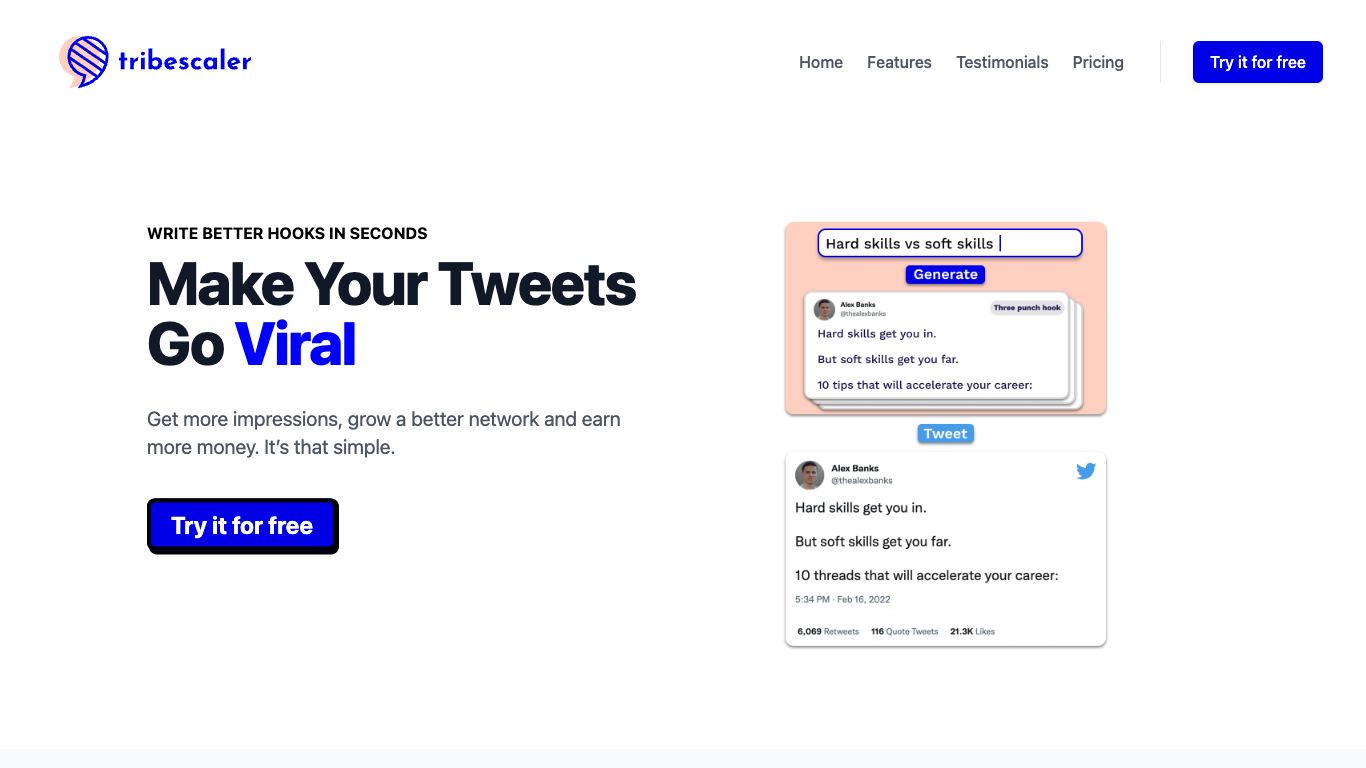 tribescaler
Home
Features
Testimonials
Pricing
Try it for free
WRITE BETTER HOOKS IN SECONDS
Make Your Tweets
Go Viral
Get more impressions, grow a better network and earn
more money. It’s that simple.
Try it for free
Hard skills vs soft skills
Generate
Alex Banks
@thealexbanks
Three punch hook
Hard skills get you in.
But soft skills get you far.
10 tips that will accelerate your career:
Tweet
Alex Banks
@thealexbanks
Hard skills get you in.
But soft skills get you far.
10 threads that will accelerate your career:
5:34 PM · Feb 16, 2022
6,069 Retweets 116 Quote Tweets 21.3K Likes